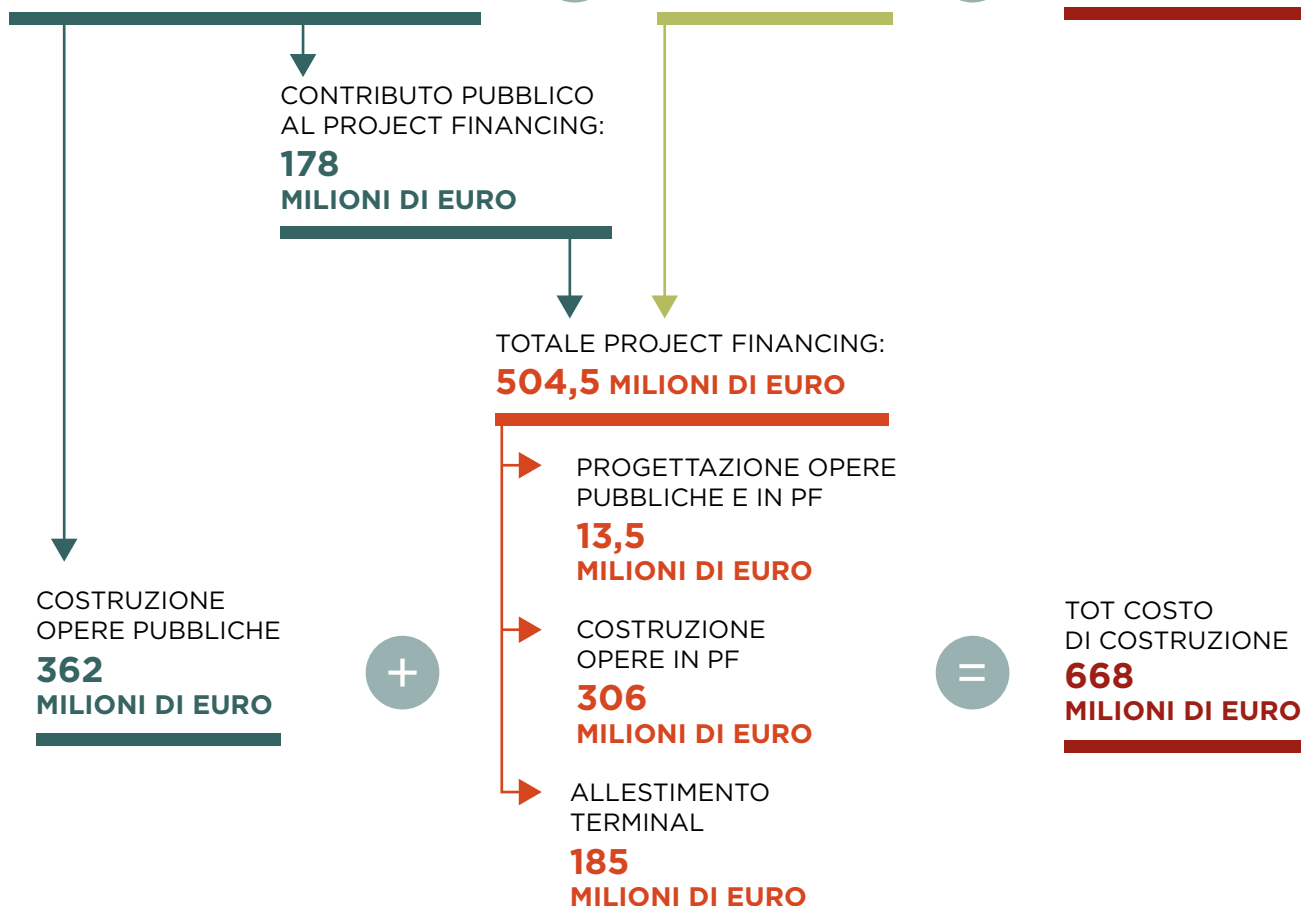 CONTRIBUTO PUBBLICO
AL PROJECT FINANCING:
178
MILIONI DI EURO
TOTALE PROJECT FINANCING:
504,5 MILIONI DI EURO
PROGETTAZIONE OPERE
PUBBLICHE E IN PF
13,5
MILIONI DI EURO
COSTRUZIONE
OPERE PUBBLICHE
362
MILIONI DI EURO
+
COSTRUZIONE
OPERE IN PF
306
MILIONI DI EURO
=
TOT COSTO
DI COSTRUZIONE
668
MILIONI DI EURO
ALLESTIMENTO
TERMINAL
185
MILIONI DI EURO